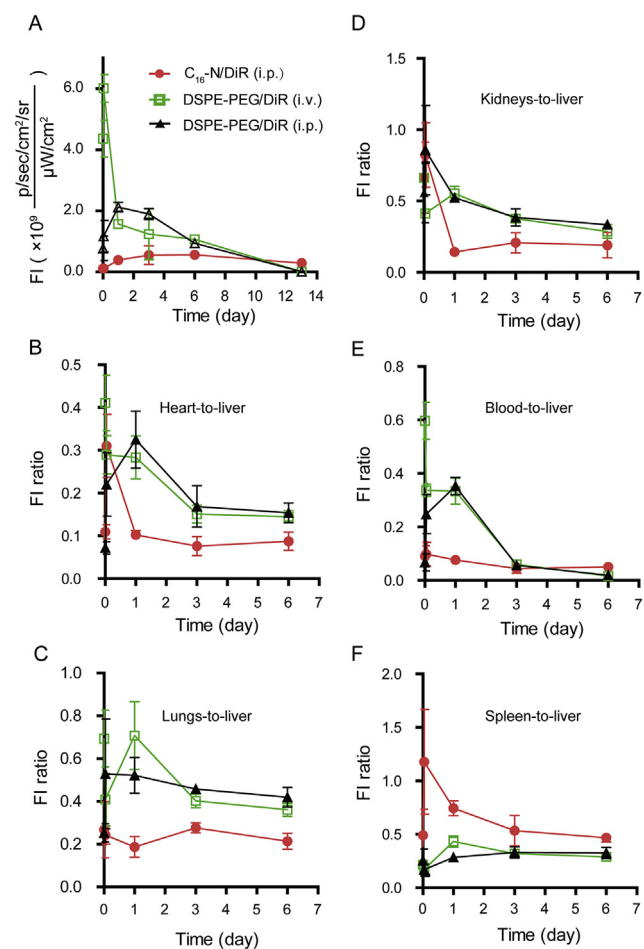 A
FI ( ×10⁹ p/sec/cm²/sr / µW/cm² )
6.0
4.0
2.0
0.0
0 2 4 6 8 10 12 14
Time (day)
C₁₆-N/DiR (i.p.)
DSPE-PEG/DiR (i.v.)
DSPE-PEG/DiR (i.p.)
B
Heart-to-liver
FI ratio
0.5
0.4
0.3
0.2
0.1
0.0
0 1 2 3 4 5 6 7
Time (day)
C
Lungs-to-liver
FI ratio
1.0
0.8
0.6
0.4
0.2
0.0
0 1 2 3 4 5 6 7
Time (day)
D
Kidneys-to-liver
FI ratio
1.5
1.0
0.5
0.0
0 1 2 3 4 5 6 7
Time (day)
E
Blood-to-liver
FI ratio
0.8
0.6
0.4
0.2
0.0
0 1 2 3 4 5 6 7
Time (day)
F
Spleen-to-liver
FI ratio
2.0
1.5
1.0
0.5
0.0
0 1 2 3 4 5 6 7
Time (day)